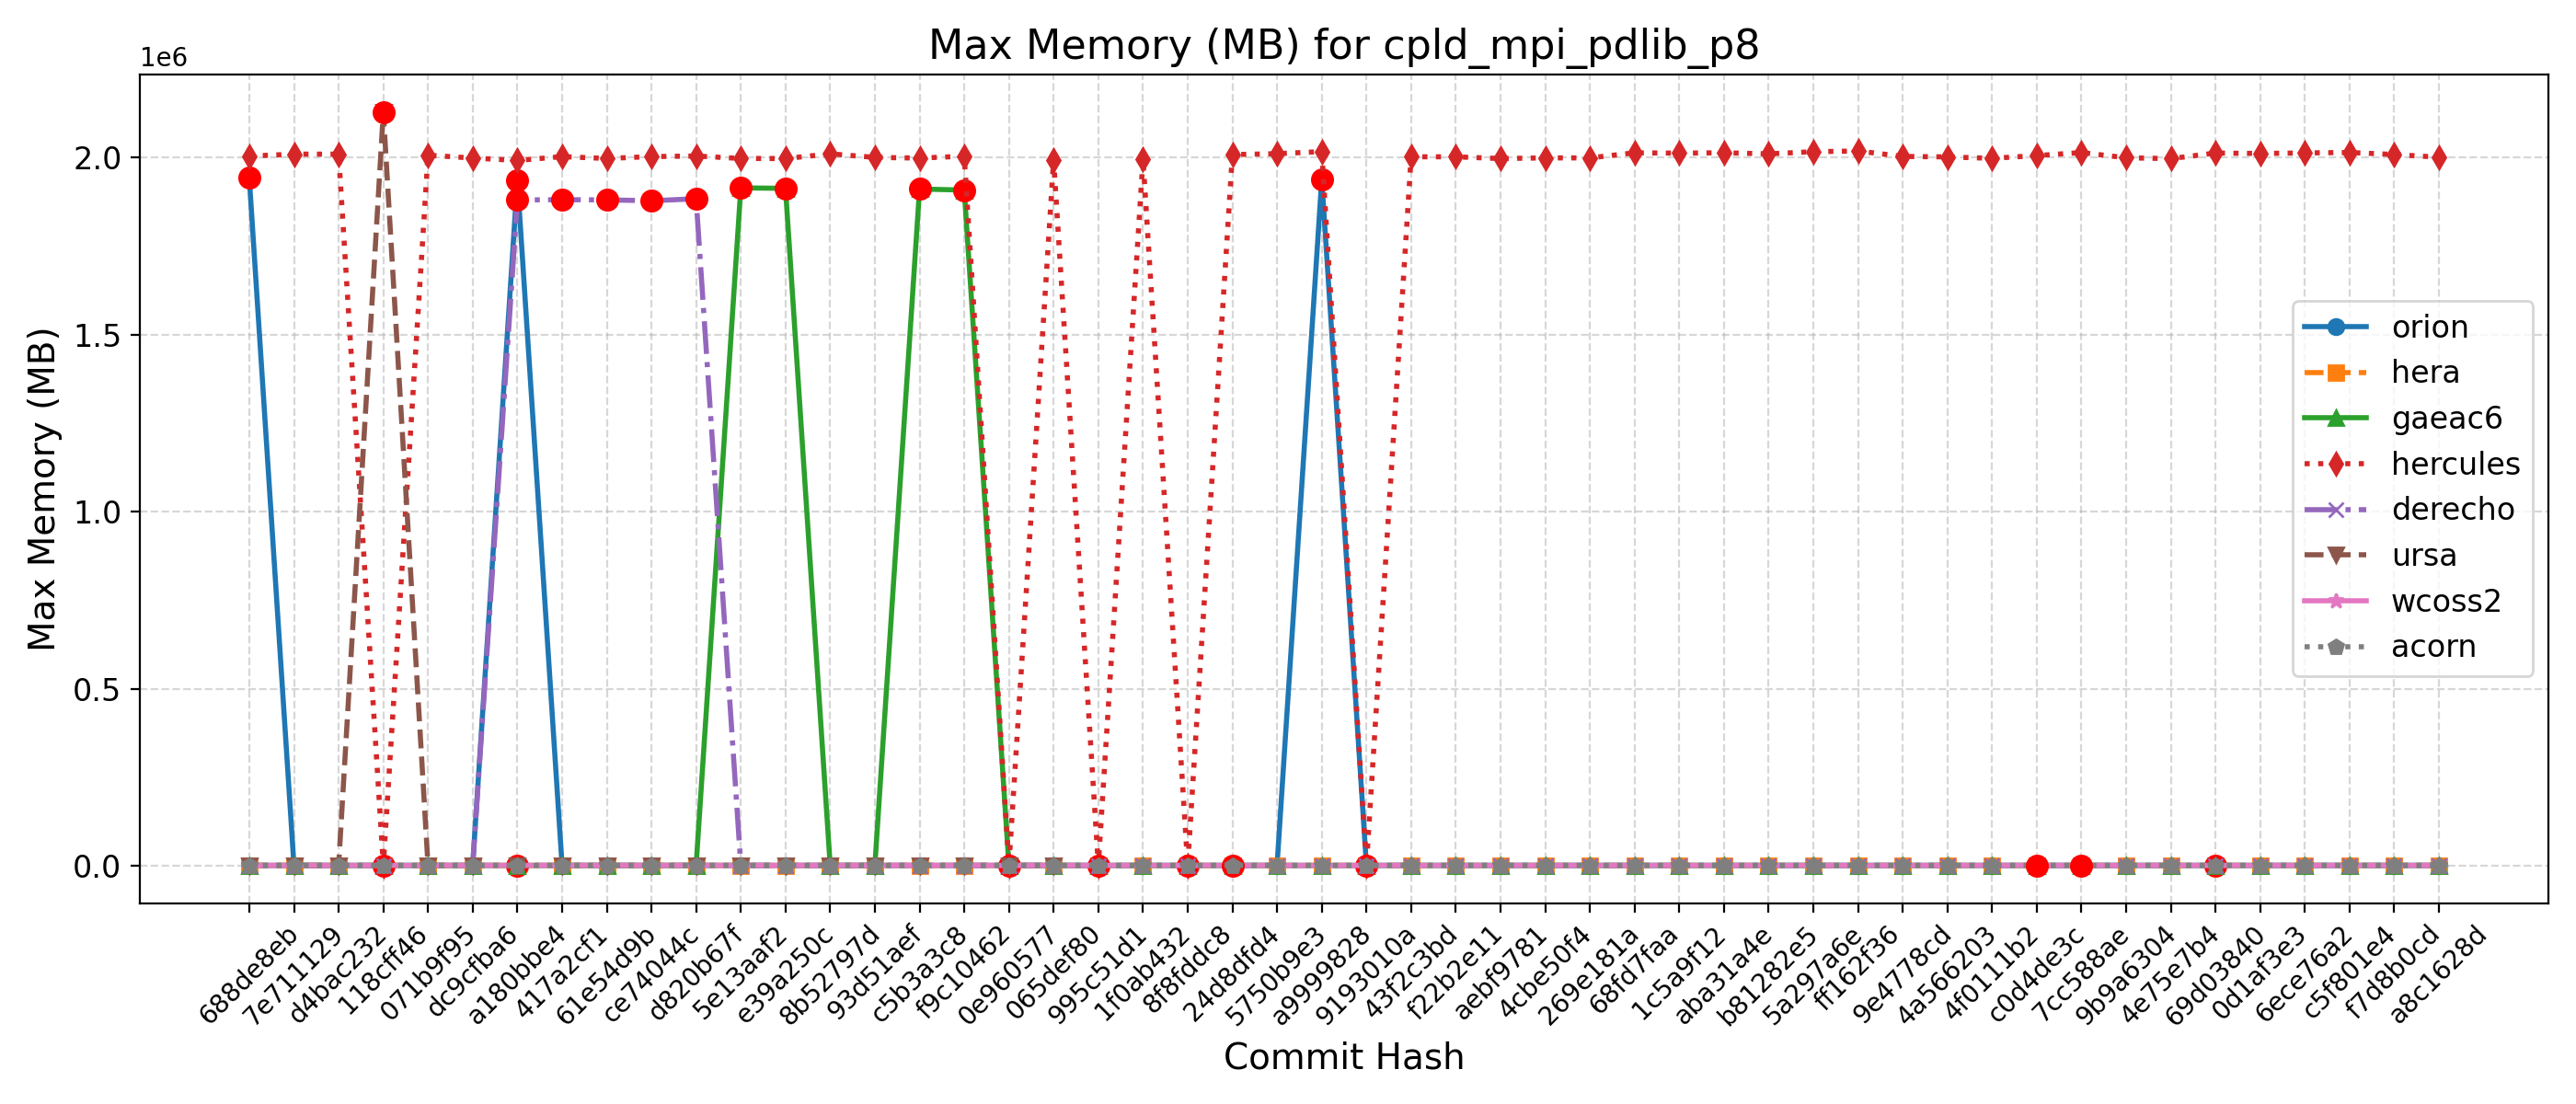 Max Memory (MB) for cpld_mpi_pdlib_p8
1e6
2.0
1.5
1.0
0.5
0.0
Max Memory (MB)
orion
hera
gaeac6
hercules
derecho
ursa
wcoss2
acorn
688de8eb
7e711129
d4bac232
118cff46
071b9f95
dc9cfba6
a180bbe4
417a2cf1
61e54d9b
ce74044c
d820b67f
5e13aaf2
e39a250c
8b52797d
93d51aef
c5b3a3c8
f9c10462
0e960577
065def80
995c51d1
1f0ab432
8f8fddc8
24d8dfd4
5750b9e3
a9999828
9193010a
43f2c3bd
f22b2e11
aebf9781
4cbe50f4
269e181a
68fd7faa
1c5a9f12
aba31a4e
b81282e5
5a297a6e
ff162f36
9e4778cd
4a566203
4f0111b2
c0d4de3c
7cc588ae
9b9a6304
4e75e7b4
69d03840
0d1af3e3
6ece76a2
c5f801e4
f7d8b0cd
a8c1628d
Commit Hash